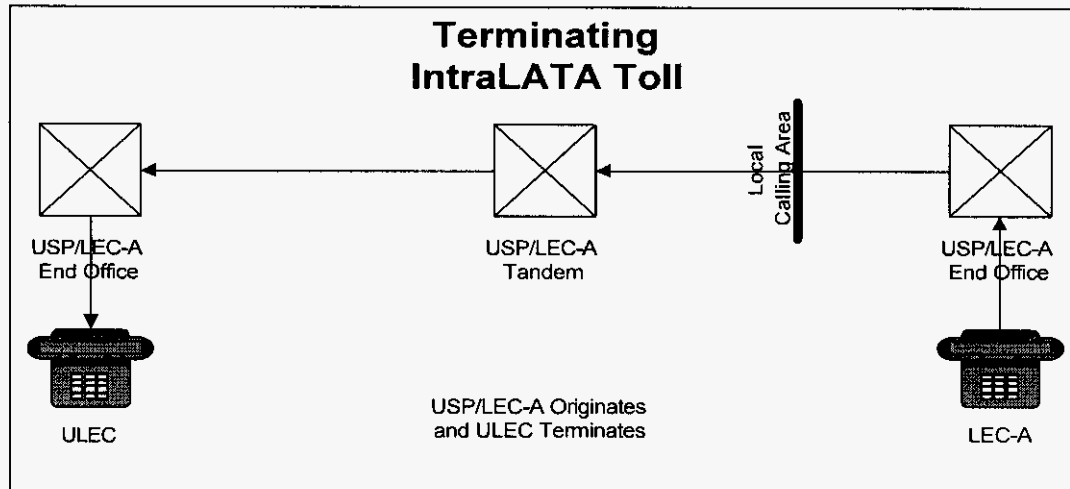 Terminating
IntraLATA Toll
Local
Calling Area
USP/LEC-A
End Office
USP/LEC-A
Tandem
USP/LEC-A
End Office
ULEC
USP/LEC-A Originates
and ULEC Terminates
LEC-A